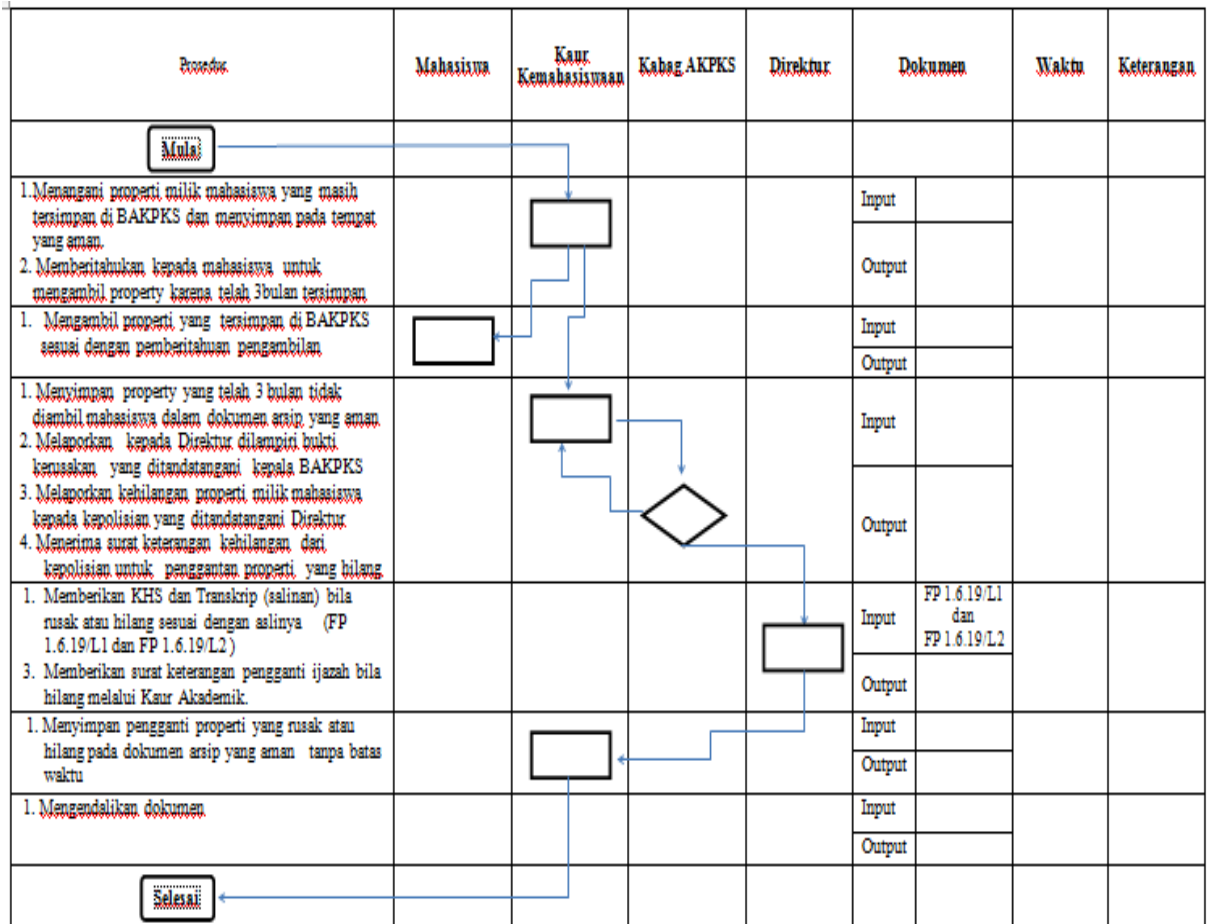 Prosedur
Mahasiswa
Kaur
Kemahasiswaan
Kabag AKPKS
Direktur
Dokumen
Waktu
Keterangan
Mulai
1.Menangani properti milik mahasiswa yang masih
tersimpan di BAKPKS dan menyimpan pada tempat
yang aman.
2. Memberitahukan kepada mahasiswa untuk
mengambil property karena telah 3bulan tersimpan
Input
Output
1. Mengambil properti yang tersimpan di BAKPKS
sesuai dengan pemberitahuan pengambilan
Input
Output
1. Menyimpan property yang telah 3 bulan tidak
diambil mahasiswa dalam dokumen arsip yang aman
2. Melaporkan kepada Direktur dilampiri bukti
kerusakan yang ditandatangani kepala BAKPKS
3. Melaporkan kehilangan properti milik mahasiswa
kepada kepolisian yang ditandatangani Direktur
4. Menerima surat keterangan kehilangan dari
kepolisian untuk penggantan properti yang hilang
Input
Output
1. Memberikan KHS dan Transkrip (salinan) bila
rusak atau hilang sesuai dengan aslinya (FP
1.6.19/L1 dan FP 1.6.19/L2 )
3. Memberikan surat keterangan pengganti ijazah bila
hilang melalui Kaur Akademik.
Input
FP 1.6.19/L1
dan
FP 1.6.19/L2
Output
1. Menyimpan pengganti properti yang rusak atau
hilang pada dokumen arsip yang aman tanpa batas
waktu
Input
Output
1. Mengendalikan dokumen
Input
Output
Selesai